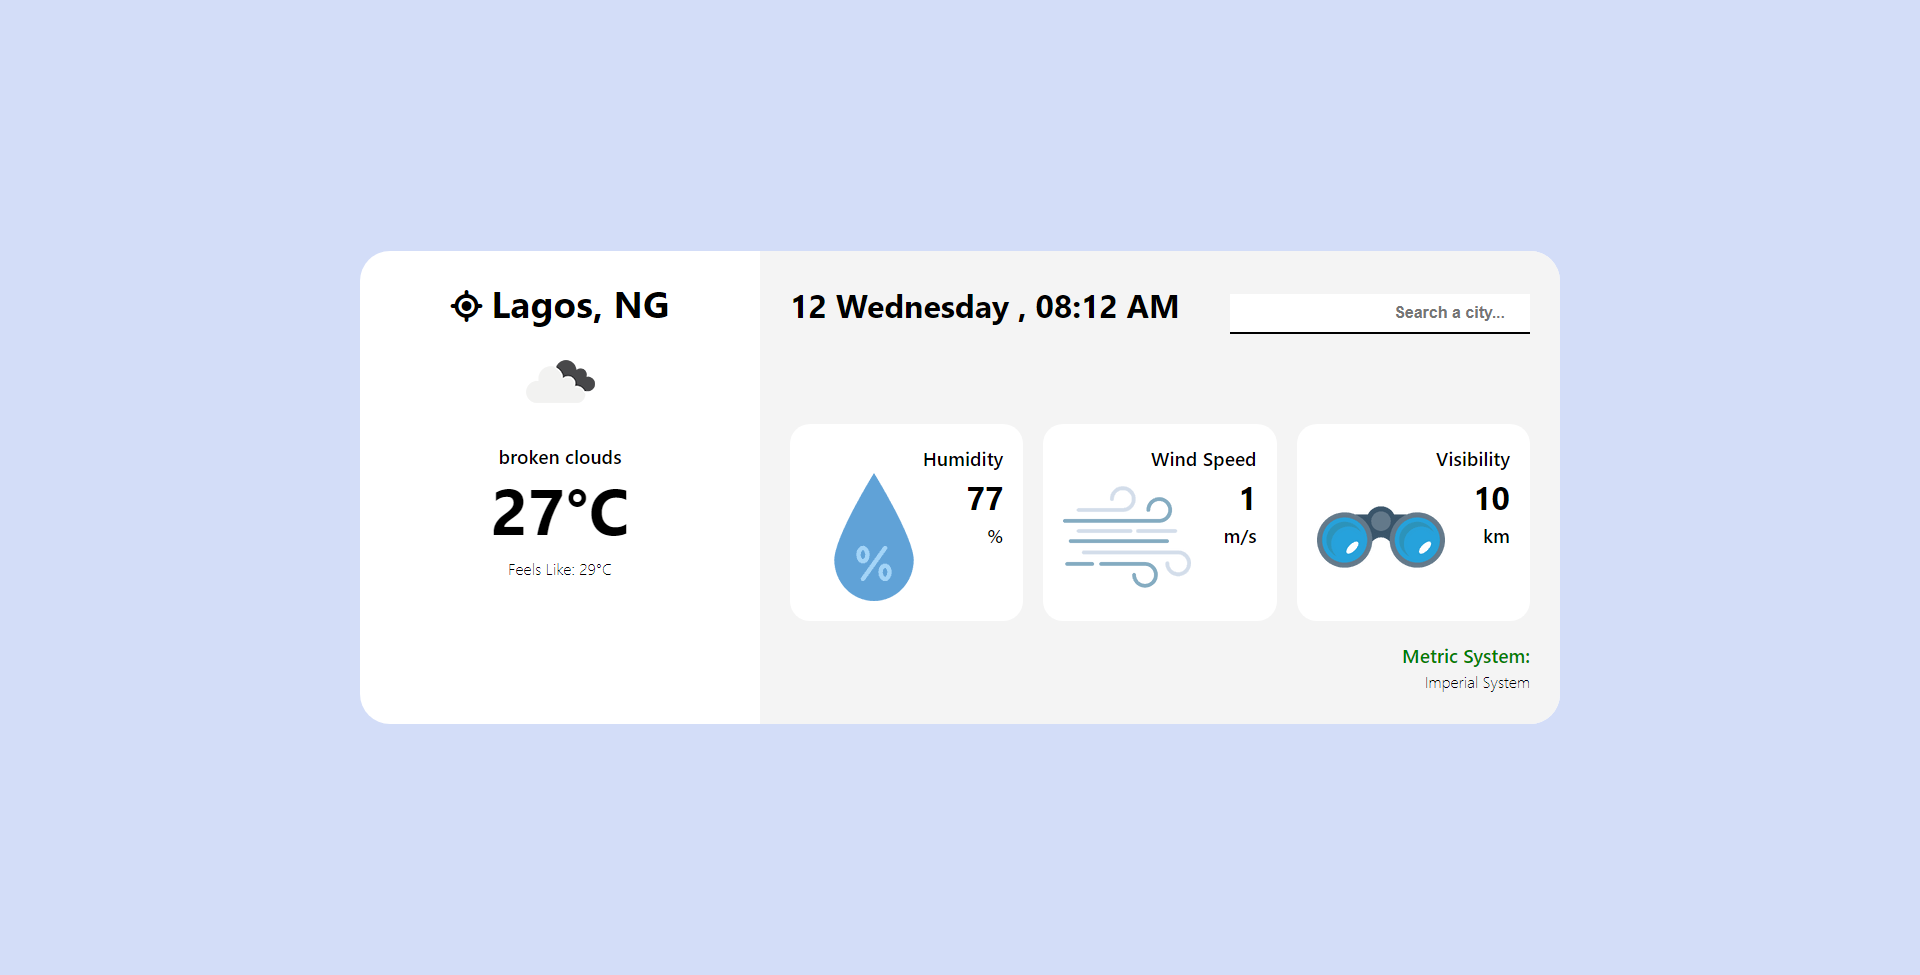 Lagos, NG
broken clouds
27°C
Feels Like: 29°C
12 Wednesday , 08:12 AM
Search a city...
Humidity
77
%
%
Wind Speed
1
m/s
Visibility
10
km
Metric System:
Imperial System